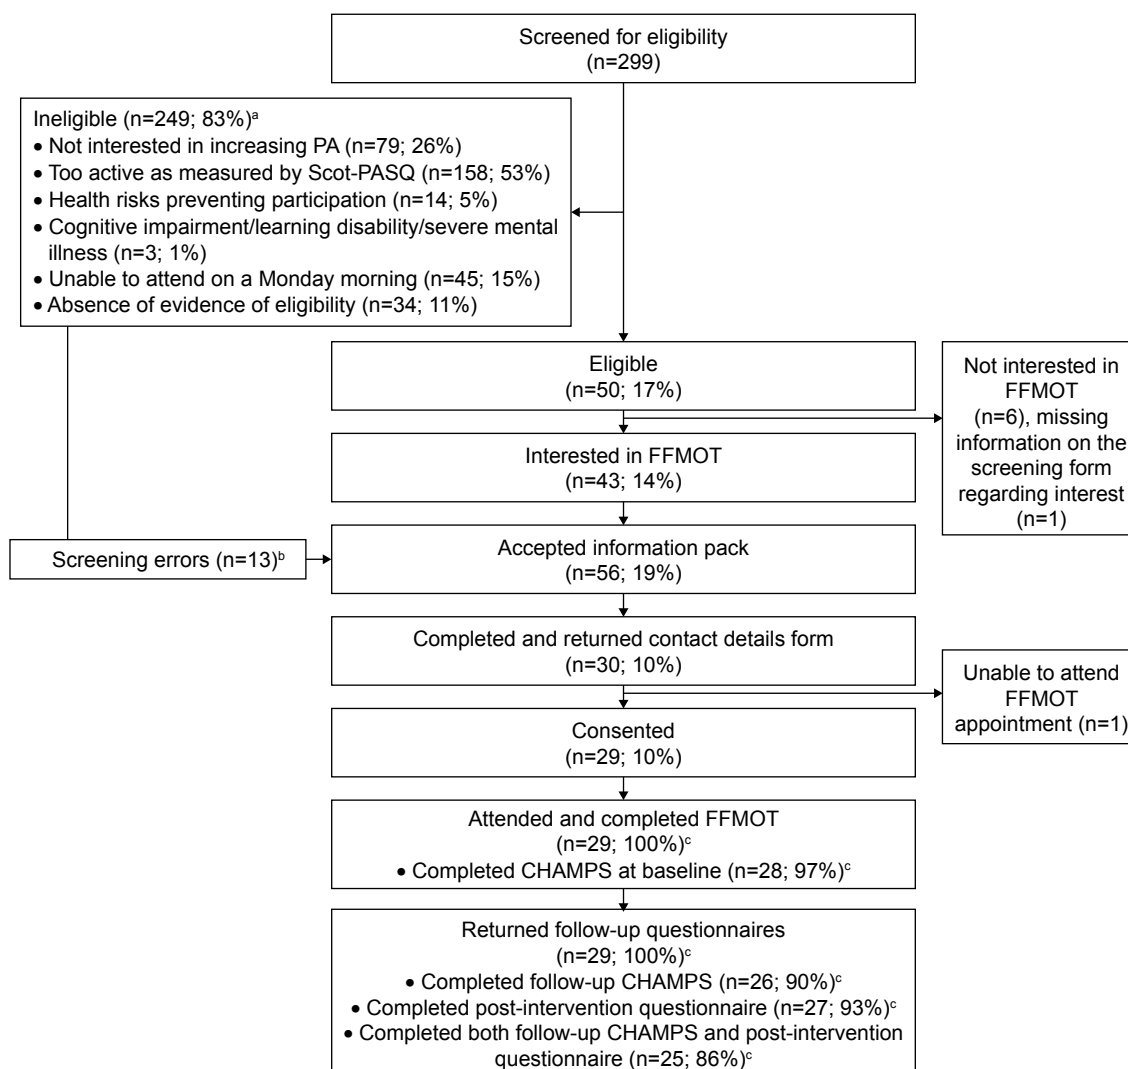 Screened for eligibility
(n=299)
Ineligible (n=249; 83%)ᵃ
• Not interested in increasing PA (n=79; 26%)
• Too active as measured by Scot-PASQ (n=158; 53%)
• Health risks preventing participation (n=14; 5%)
• Cognitive impairment/learning disability/severe mental
illness (n=3; 1%)
• Unable to attend on a Monday morning (n=45; 15%)
• Absence of evidence of eligibility (n=34; 11%)
Eligible
(n=50; 17%)
Not interested in
FFMOT
(n=6), missing
information on the
screening form
regarding interest
(n=1)
Interested in FFMOT
(n=43; 14%)
Screening errors (n=13)ᵇ
Accepted information pack
(n=56; 19%)
Completed and returned contact details form
(n=30; 10%)
Unable to attend
FFMOT
appointment (n=1)
Consented
(n=29; 10%)
Attended and completed FFMOT
(n=29; 100%)ᶜ
• Completed CHAMPS at baseline (n=28; 97%)ᶜ
Returned follow-up questionnaires
(n=29; 100%)ᶜ
• Completed follow-up CHAMPS (n=26; 90%)ᶜ
• Completed post-intervention questionnaire (n=27; 93%)ᶜ
• Completed both follow-up CHAMPS and post-intervention
questionnaire (n=25; 86%)ᶜ